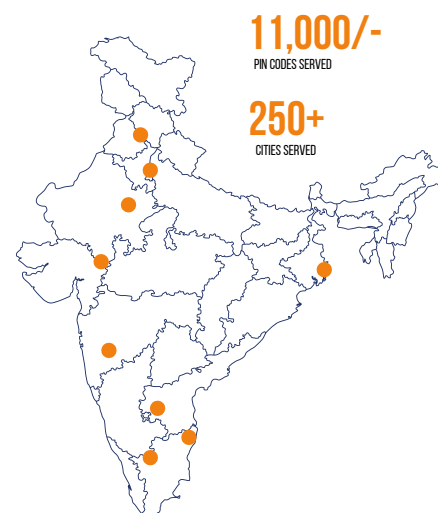 11,000/-
PIN CODES SERVED
250+
CITIES SERVED